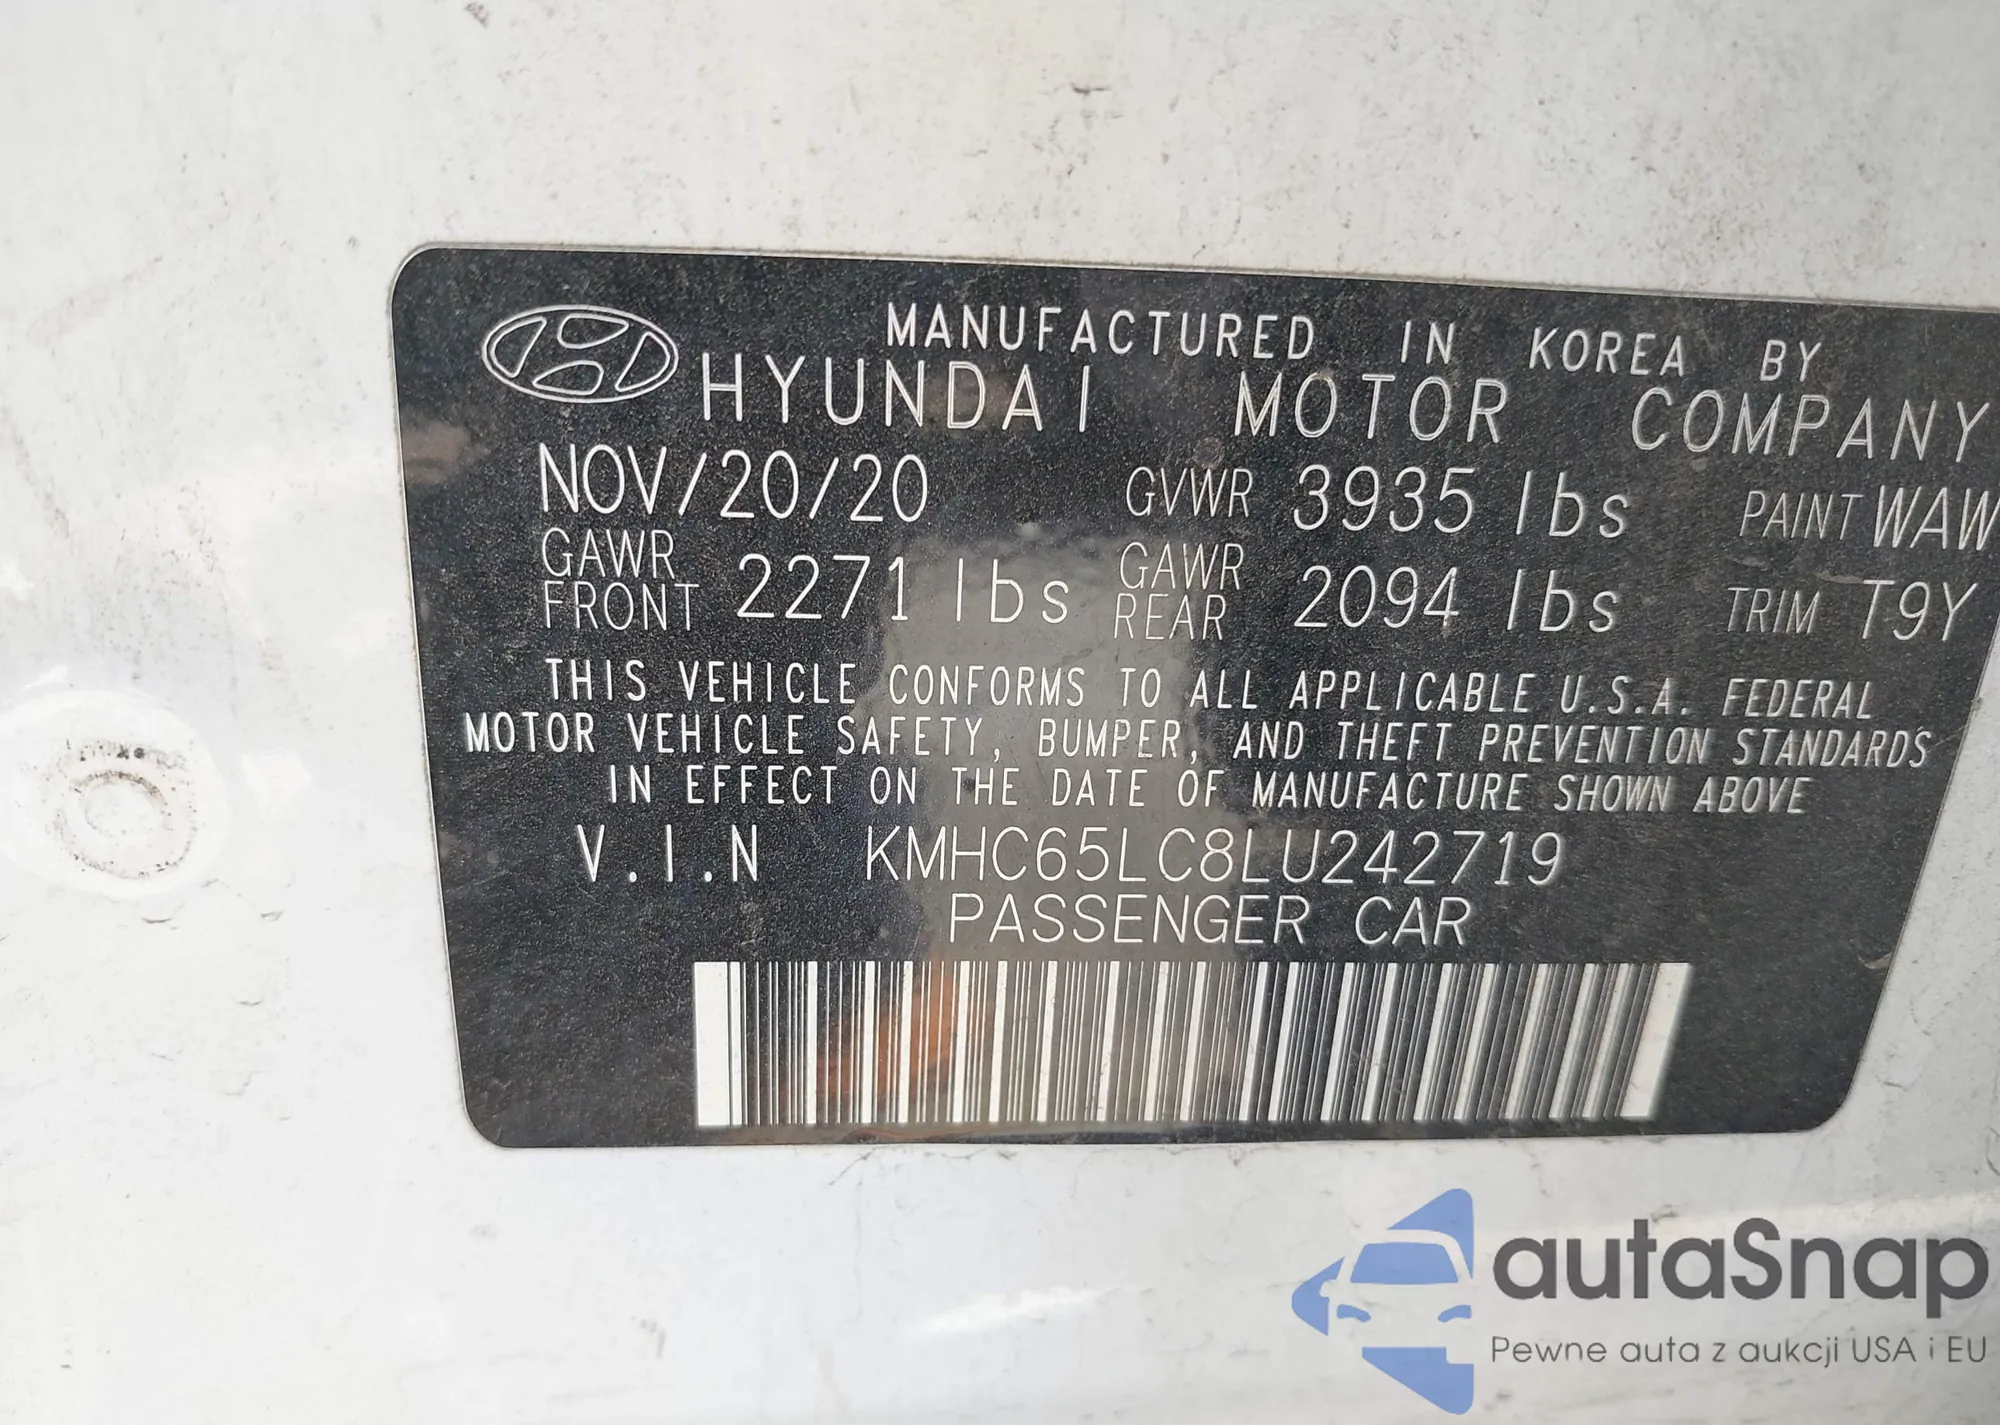 MANUFACTURED IN KOREA BY
HYUNDAI MOTOR COMPANY
NOV/20/20 GVWR 3935 lbs PAINT WAW
GAWR FRONT 2271 lbs GAWR REAR 2094 lbs TRIM T9Y
THIS VEHICLE CONFORMS TO ALL APPLICABLE U.S.A. FEDERAL
MOTOR VEHICLE SAFETY, BUMPER, AND THEFT PREVENTION STANDARDS
IN EFFECT ON THE DATE OF MANUFACTURE SHOWN ABOVE
V.I.N KMHC65LC8LU242719
PASSENGER CAR
autaSnap
Pewne auta z aukcji USA i EU